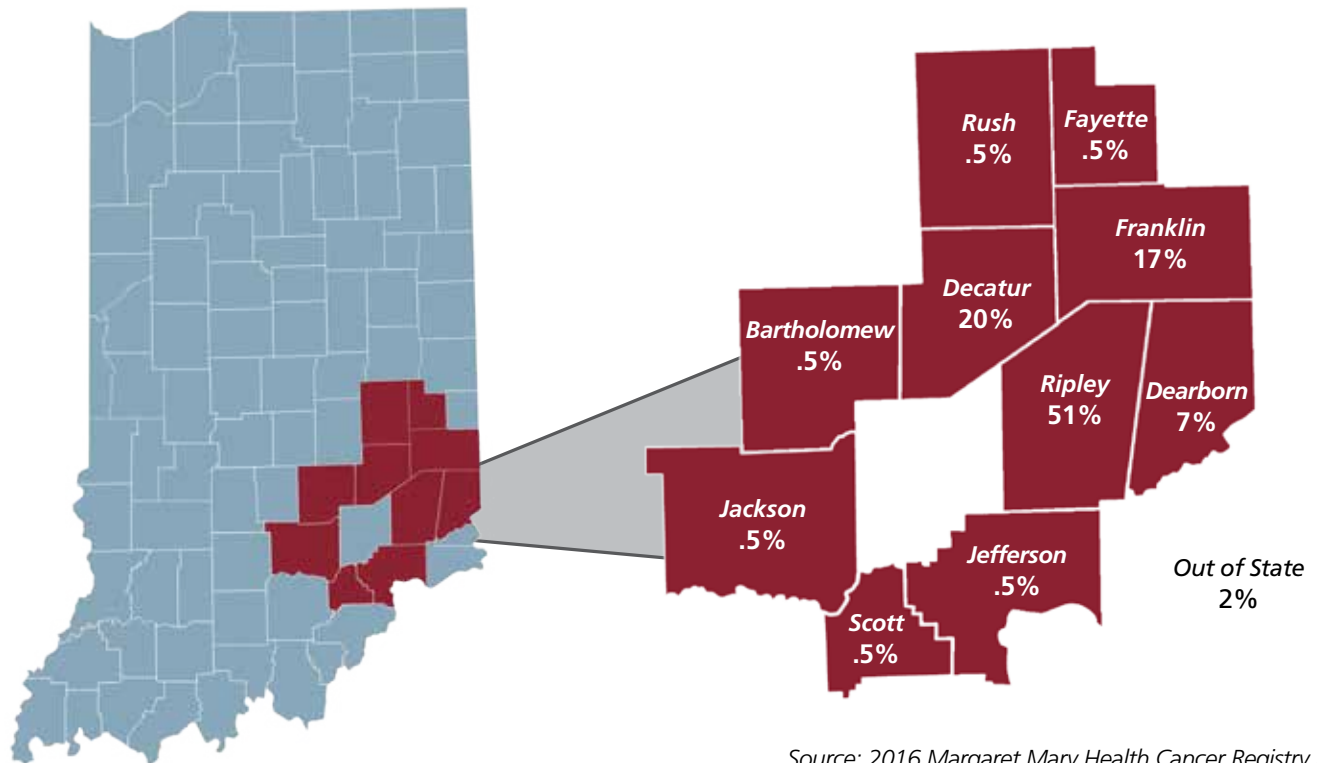 Rush
.5%
Fayette
.5%
Franklin
17%
Decatur
20%
Bartholomew
.5%
Ripley
51%
Dearborn
7%
Jackson
.5%
Jefferson
.5%
Out of State
2%
Scott
.5%
Source: 2016 Margaret Mary Health Cancer Registry